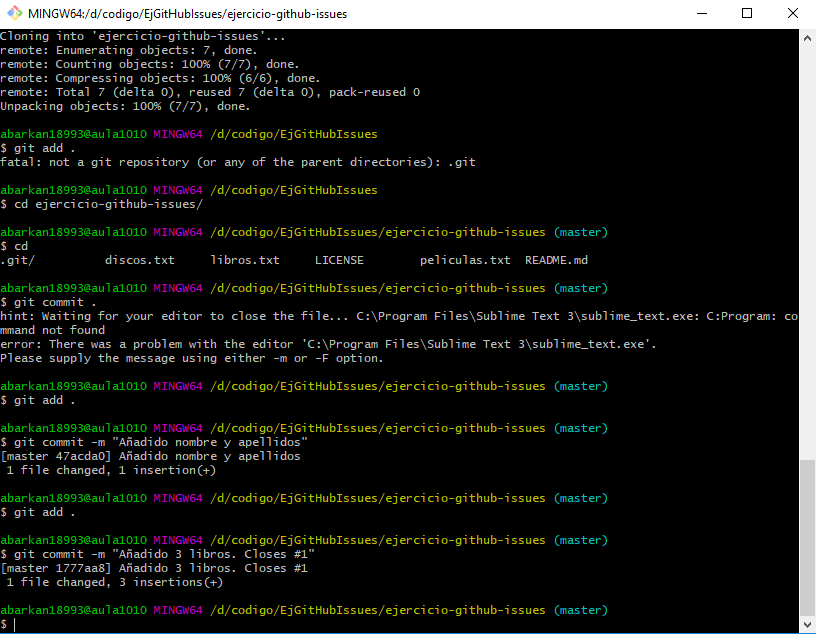 MINGW64:/d/codigo/EjGitHubIssues/ejercicio-github-issues
Cloning into 'ejercicio-github-issues'...
remote: Enumerating objects: 7, done.
remote: Counting objects: 100% (7/7), done.
remote: Compressing objects: 100% (6/6), done.
remote: Total 7 (delta 0), reused 7 (delta 0), pack-reused 0
Unpacking objects: 100% (7/7), done.
abarkan18993@aula1010 MINGW64 /d/codigo/EjGitHubIssues
$ git add .
fatal: not a git repository (or any of the parent directories): .git
abarkan18993@aula1010 MINGW64 /d/codigo/EjGitHubIssues
$ cd ejercicio-github-issues/
abarkan18993@aula1010 MINGW64 /d/codigo/EjGitHubIssues/ejercicio-github-issues (master)
$ cd
.git/          discos.txt     libros.txt     LICENSE        peliculas.txt  README.md
abarkan18993@aula1010 MINGW64 /d/codigo/EjGitHubIssues/ejercicio-github-issues (master)
$ git commit .
hint: Waiting for your editor to close the file... C:\Program Files\Sublime Text 3\sublime_text.exe: C:Program: co
mmand not found
error: There was a problem with the editor 'C:\Program Files\Sublime Text 3\sublime_text.exe'.
Please supply the message using either -m or -F option.
abarkan18993@aula1010 MINGW64 /d/codigo/EjGitHubIssues/ejercicio-github-issues (master)
$ git add .
abarkan18993@aula1010 MINGW64 /d/codigo/EjGitHubIssues/ejercicio-github-issues (master)
$ git commit -m "Añadido nombre y apellidos"
[master 47acda0] Añadido nombre y apellidos
 1 file changed, 1 insertion(+)
abarkan18993@aula1010 MINGW64 /d/codigo/EjGitHubIssues/ejercicio-github-issues (master)
$ git add .
abarkan18993@aula1010 MINGW64 /d/codigo/EjGitHubIssues/ejercicio-github-issues (master)
$ git commit -m "Añadido 3 libros. Closes #1"
[master 1777aa8] Añadido 3 libros. Closes #1
 1 file changed, 3 insertions(+)
abarkan18993@aula1010 MINGW64 /d/codigo/EjGitHubIssues/ejercicio-github-issues (master)
$